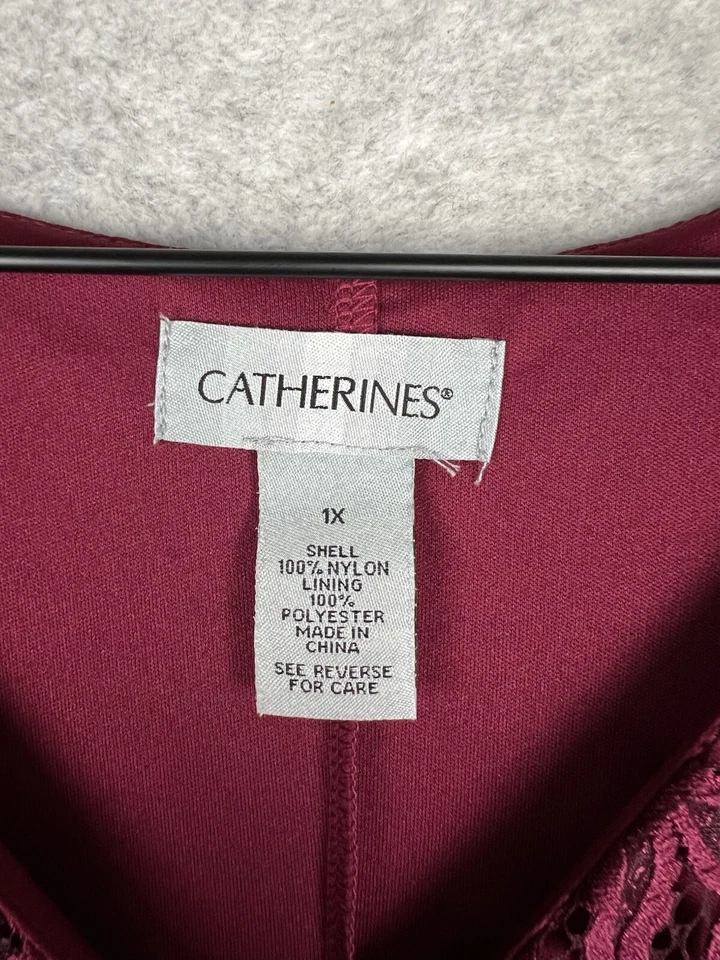 CATHERINES®
1X
SHELL
100% NYLON
LINING
100%
POLYESTER
MADE IN
CHINA
SEE REVERSE
FOR CARE